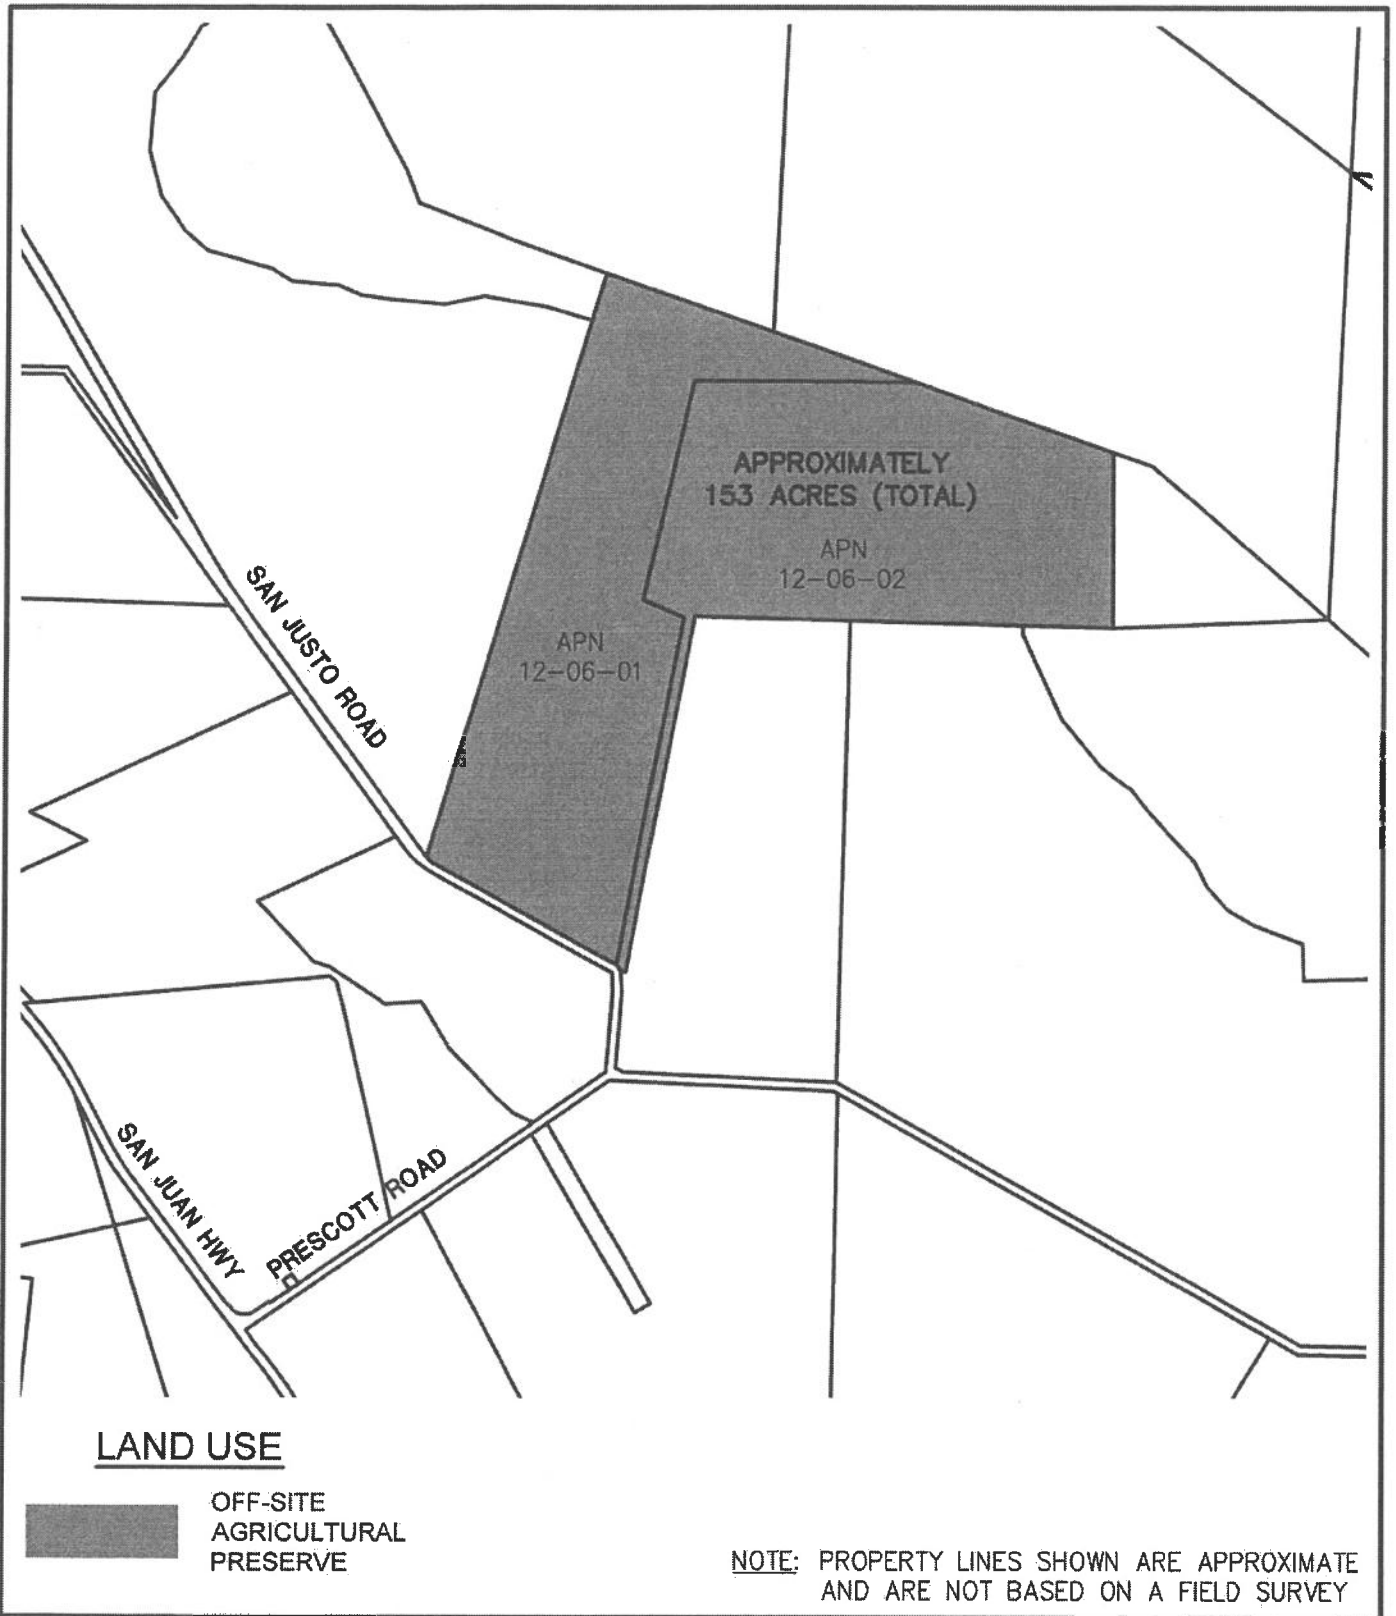 APPROXIMATELY
153 ACRES (TOTAL)
APN
12-06-02
APN
12-06-01
SAN JUSTO ROAD
SAN JUAN HWY
PRESCOTT ROAD
LAND USE
OFF-SITE
AGRICULTURAL
PRESERVE
NOTE: PROPERTY LINES SHOWN ARE APPROXIMATE
AND ARE NOT BASED ON A FIELD SURVEY